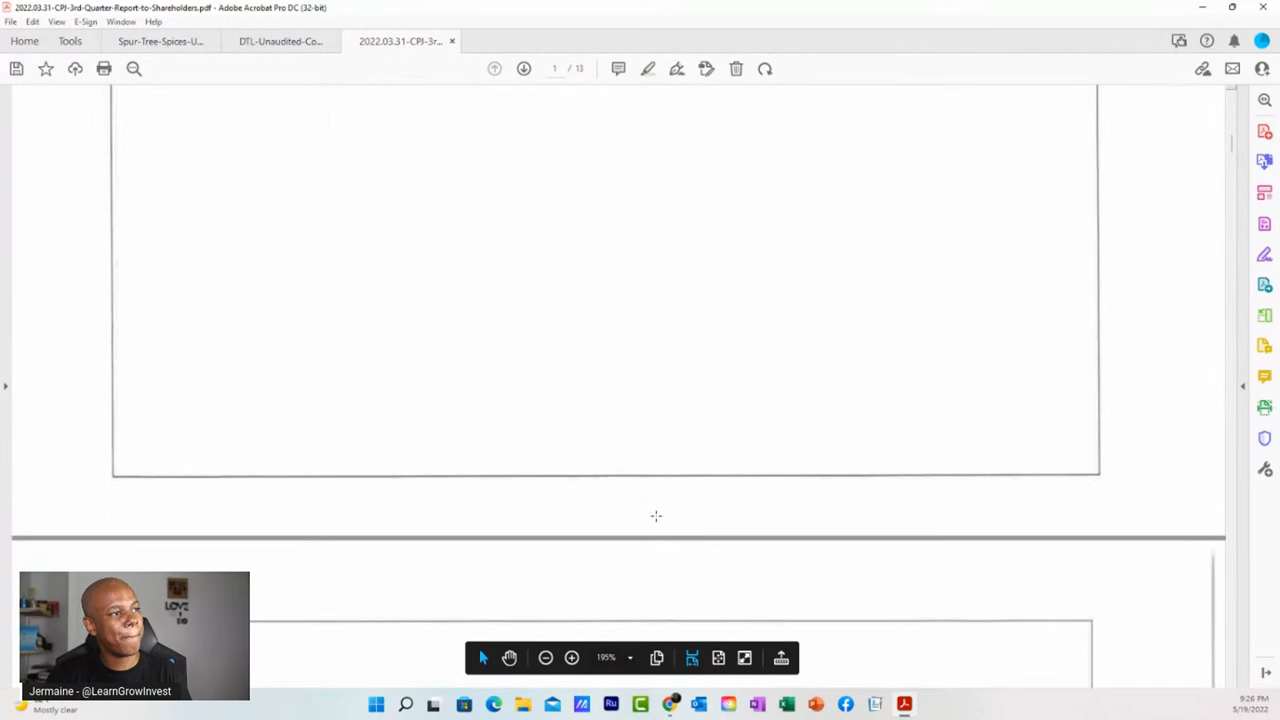 2022.03.31-CPJ-3rd-Quarter-Report-to-Shareholders.pdf - Adobe Acrobat Pro DC (32-bit)
File Edit View E-Sign Window Help
Home Tools Spur-Tree-Spices-U... DTL-Unaudited-Co... 2022.03.31-CPJ-3r... ×
1 / 13
195%
LOVE
Jermaine - @LearnGrowInvest
Mostly clear
Ru
9:26 PM
5/19/2022